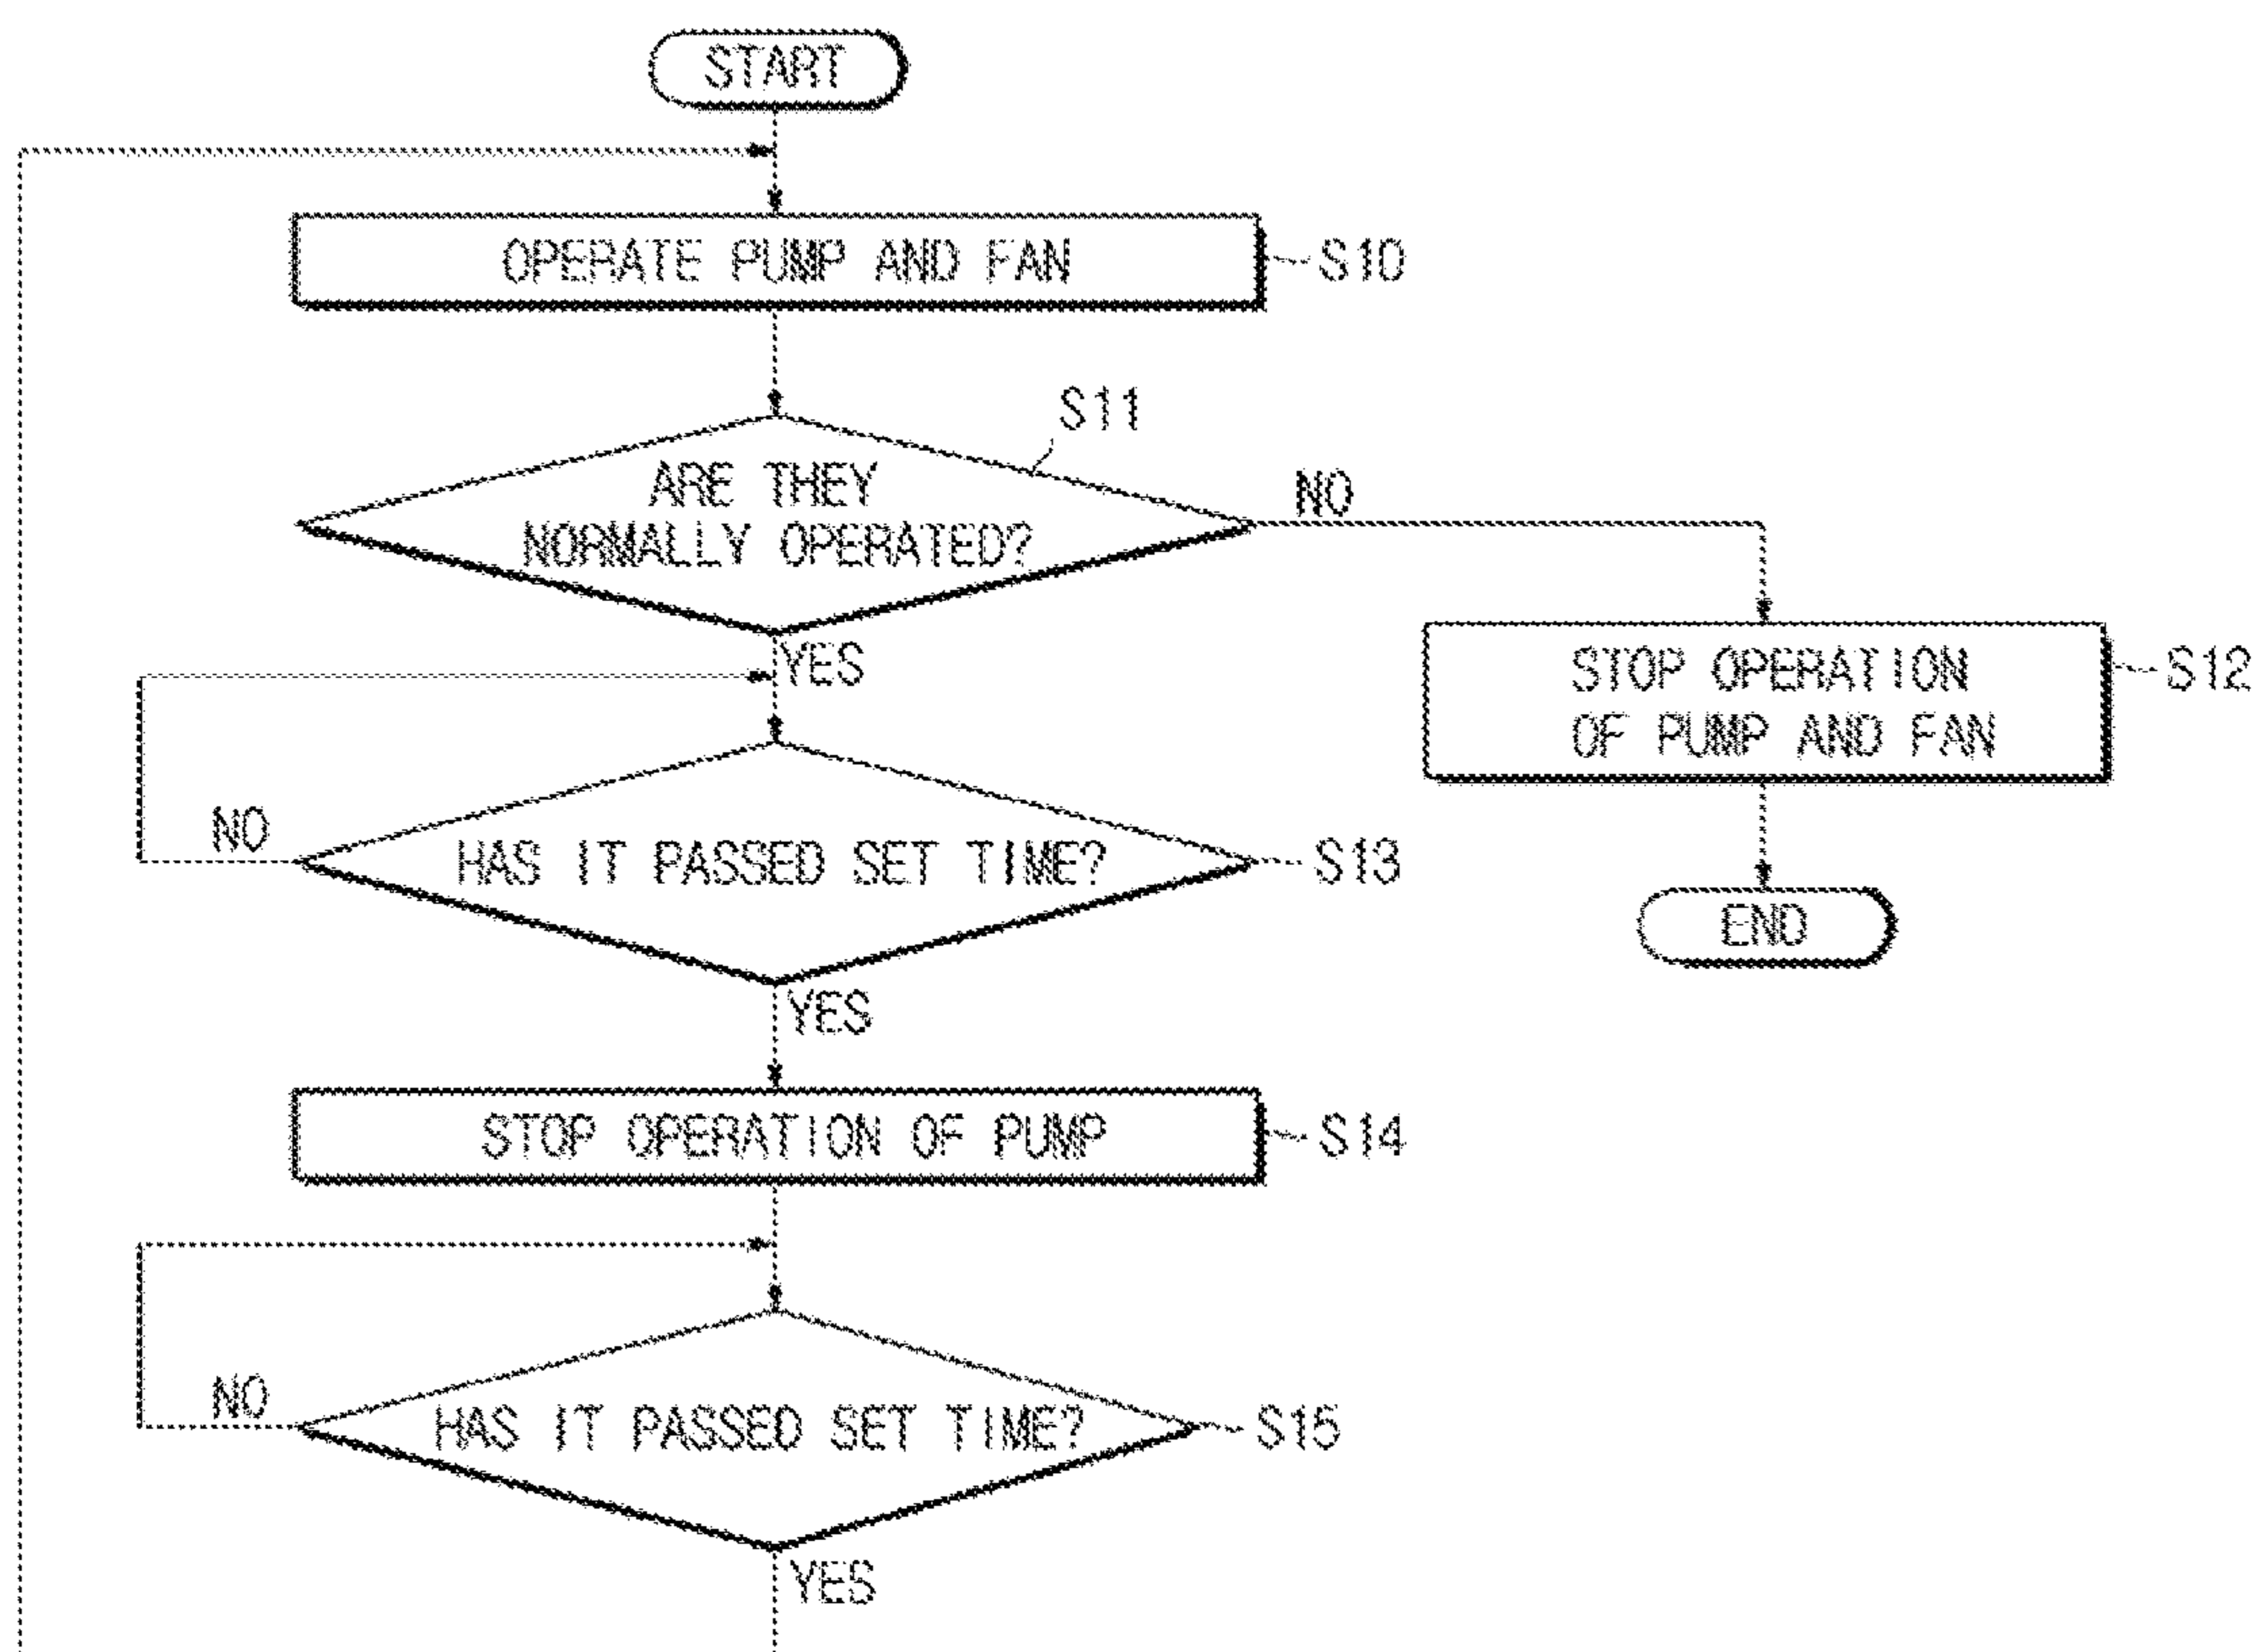 START
OPERATE PUMP AND FAN
S10
S11
ARE THEY
NORMALLY OPERATED?
NO
YES
STOP OPERATION
OF PUMP AND FAN
S12
NO
HAS IT PASSED SET TIME?
S13
END
YES
STOP OPERATION OF PUMP
S14
NO
HAS IT PASSED SET TIME?
S15
YES